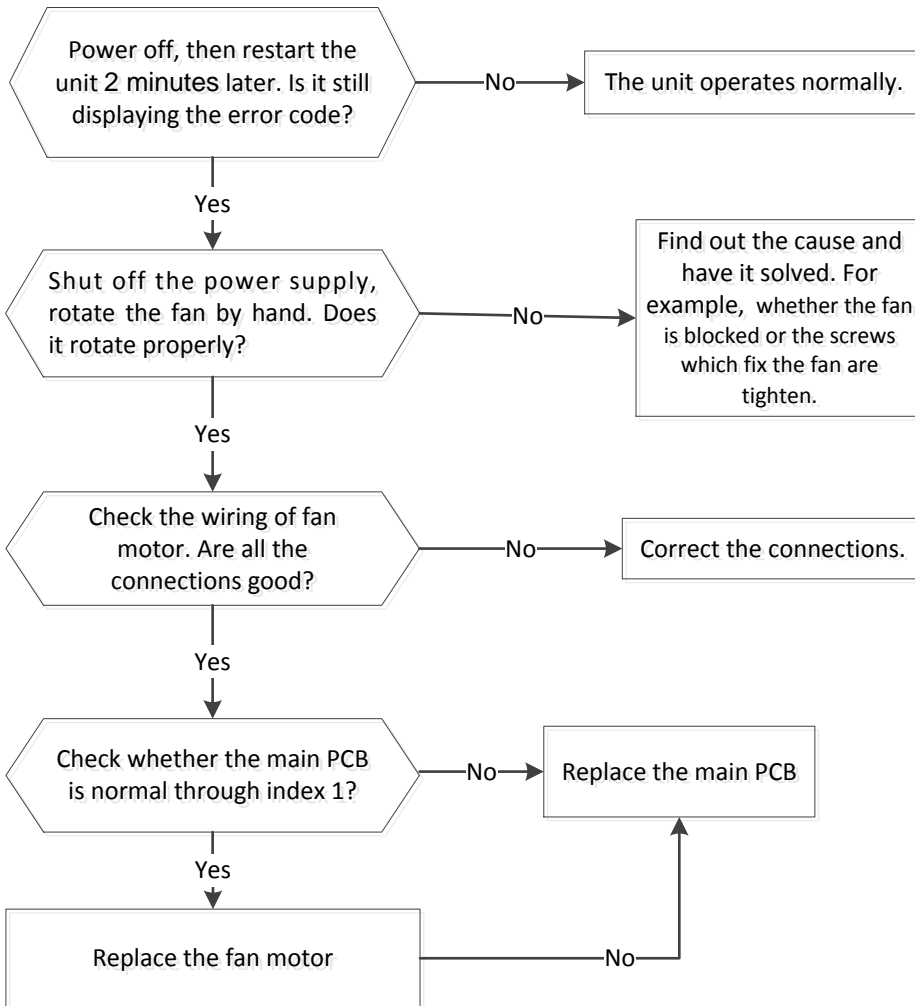 Power off, then restart the
unit 2 minutes later. Is it still
displaying the error code?
No
The unit operates normally.
Yes
Shut off the power supply,
rotate the fan by hand. Does
it rotate properly?
No
Find out the cause and
have it solved. For
example, whether the fan
is blocked or the screws
which fix the fan are
tighten.
Yes
Check the wiring of fan
motor. Are all the
connections good?
No
Correct the connections.
Yes
Check whether the main PCB
is normal through index 1?
No
Replace the main PCB
Yes
Replace the fan motor
No